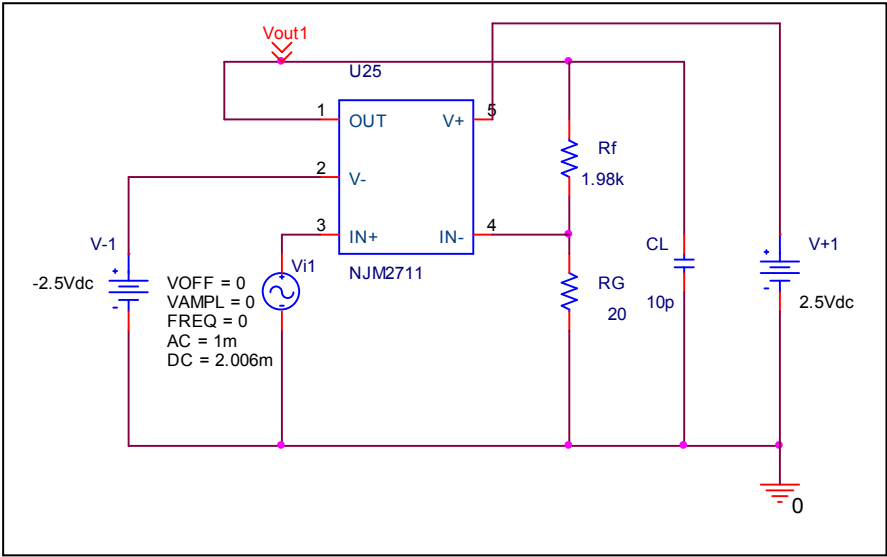 Vout1
U25
1
OUT
V+
5
Rf
1.98k
2
V-
3
IN+
IN-
4
V-1
-2.5Vdc
VOFF = 0
VAMPL = 0
FREQ = 0
AC = 1m
DC = 2.006m
Vi1
NJM2711
RG
20
CL
10p
V+1
2.5Vdc
0